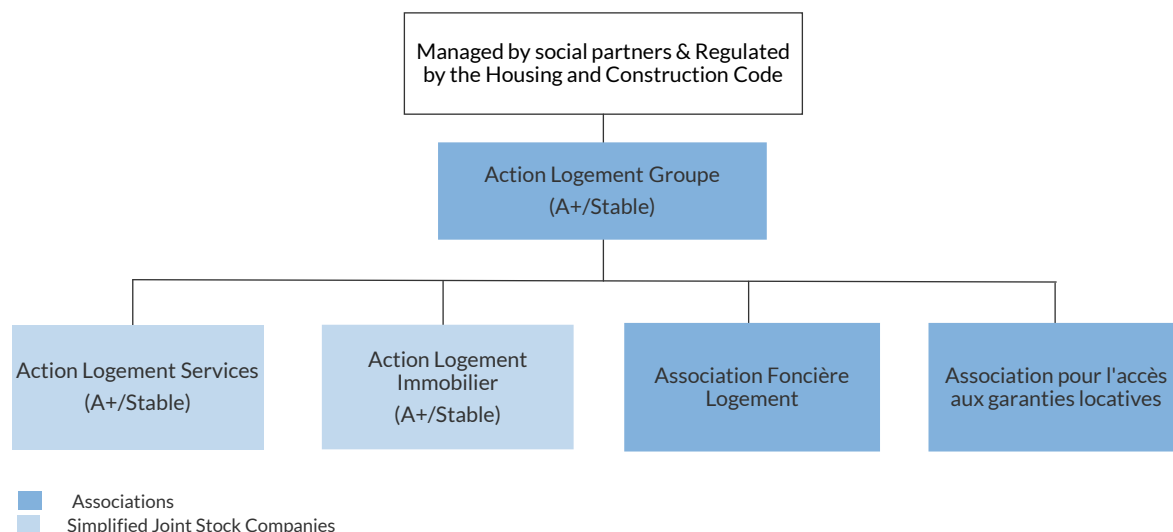 Managed by social partners & Regulated
by the Housing and Construction Code
Action Logement Groupe
(A+/Stable)
Action Logement Services
(A+/Stable)
Action Logement
Immobilier
(A+/Stable)
Association Foncière
Logement
Association pour l'accès
aux garanties locatives
Associations
Simplified Joint Stock Companies